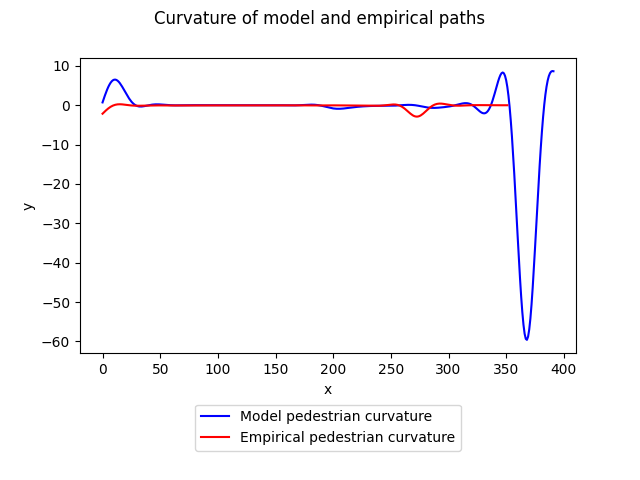 Curvature of model and empirical paths
10
0
−10
−20
−30
−40
−50
−60
y
0 50 100 150 200 250 300 350 400
x
Model pedestrian curvature
Empirical pedestrian curvature